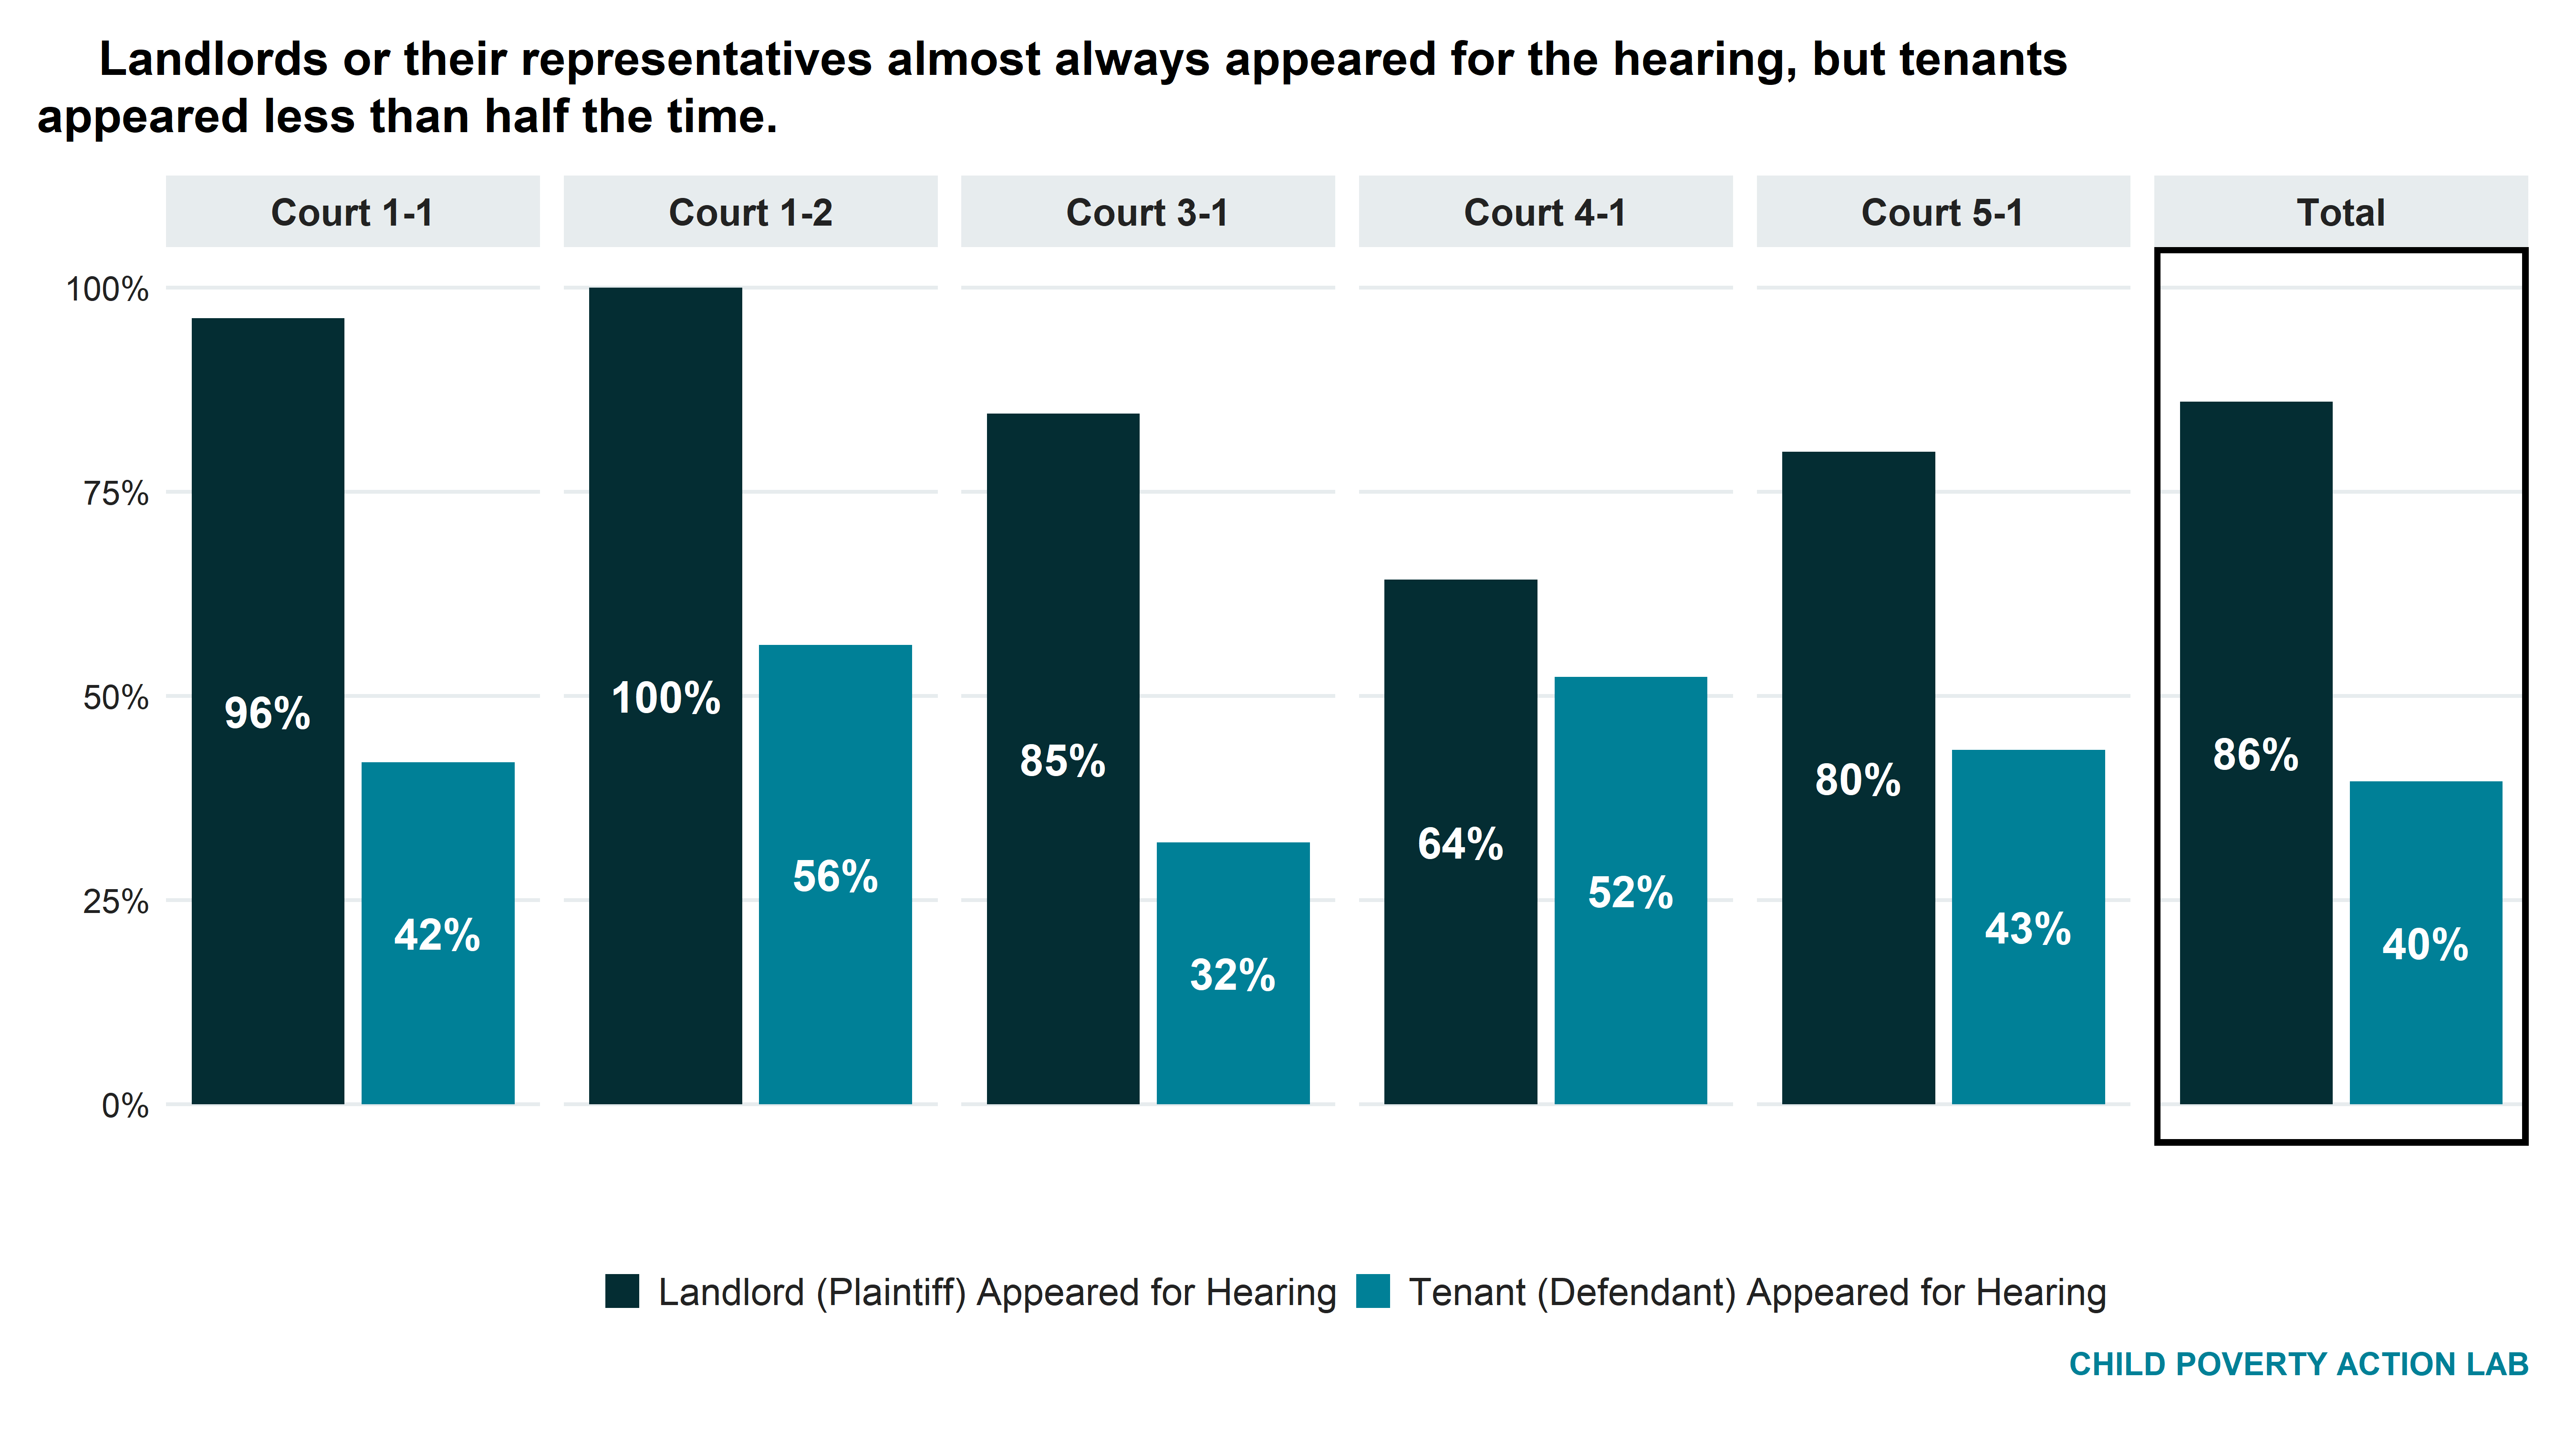 Landlords or their representatives almost always appeared for the hearing, but tenants
appeared less than half the time.
Court 1-1
Court 1-2
Court 3-1
Court 4-1
Court 5-1
Total
100%
75%
50%
25%
0%
96%
42%
100%
56%
85%
32%
64%
52%
80%
43%
86%
40%
Landlord (Plaintiff) Appeared for Hearing
Tenant (Defendant) Appeared for Hearing
CHILD POVERTY ACTION LAB